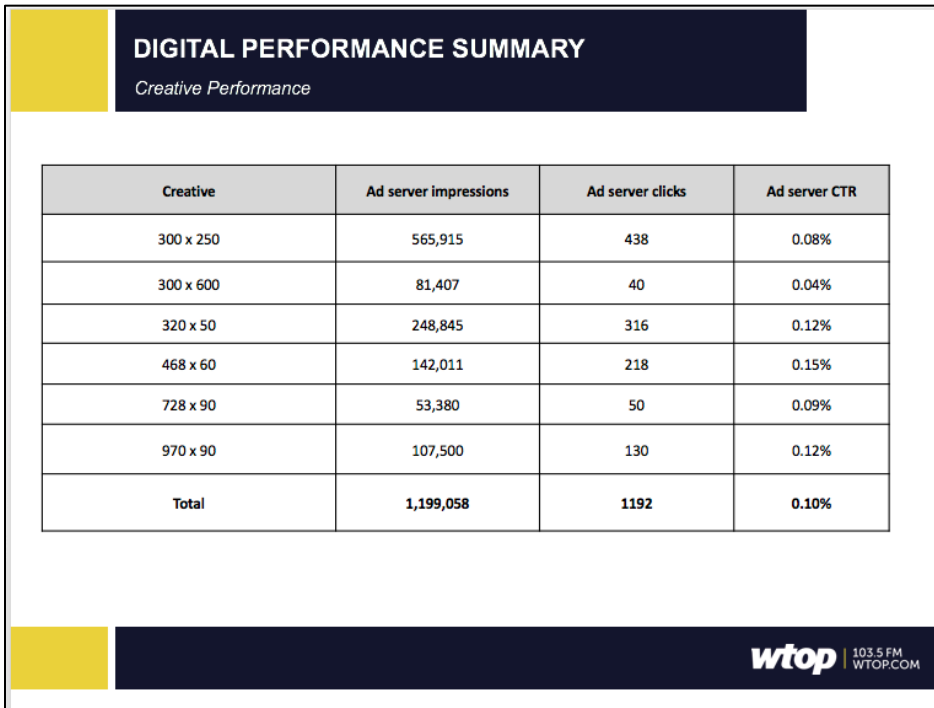 DIGITAL PERFORMANCE SUMMARY
Creative Performance
Creative Ad server impressions Ad server clicks Ad server CTR
300 x 250 565,915 438 0.08%
300 x 600 81,407 40 0.04%
320 x 50 248,845 316 0.12%
468 x 60 142,011 218 0.15%
728 x 90 53,380 50 0.09%
970 x 90 107,500 130 0.12%
Total 1,199,058 1192 0.10%
wtop 103.5 FM
WTOP.COM